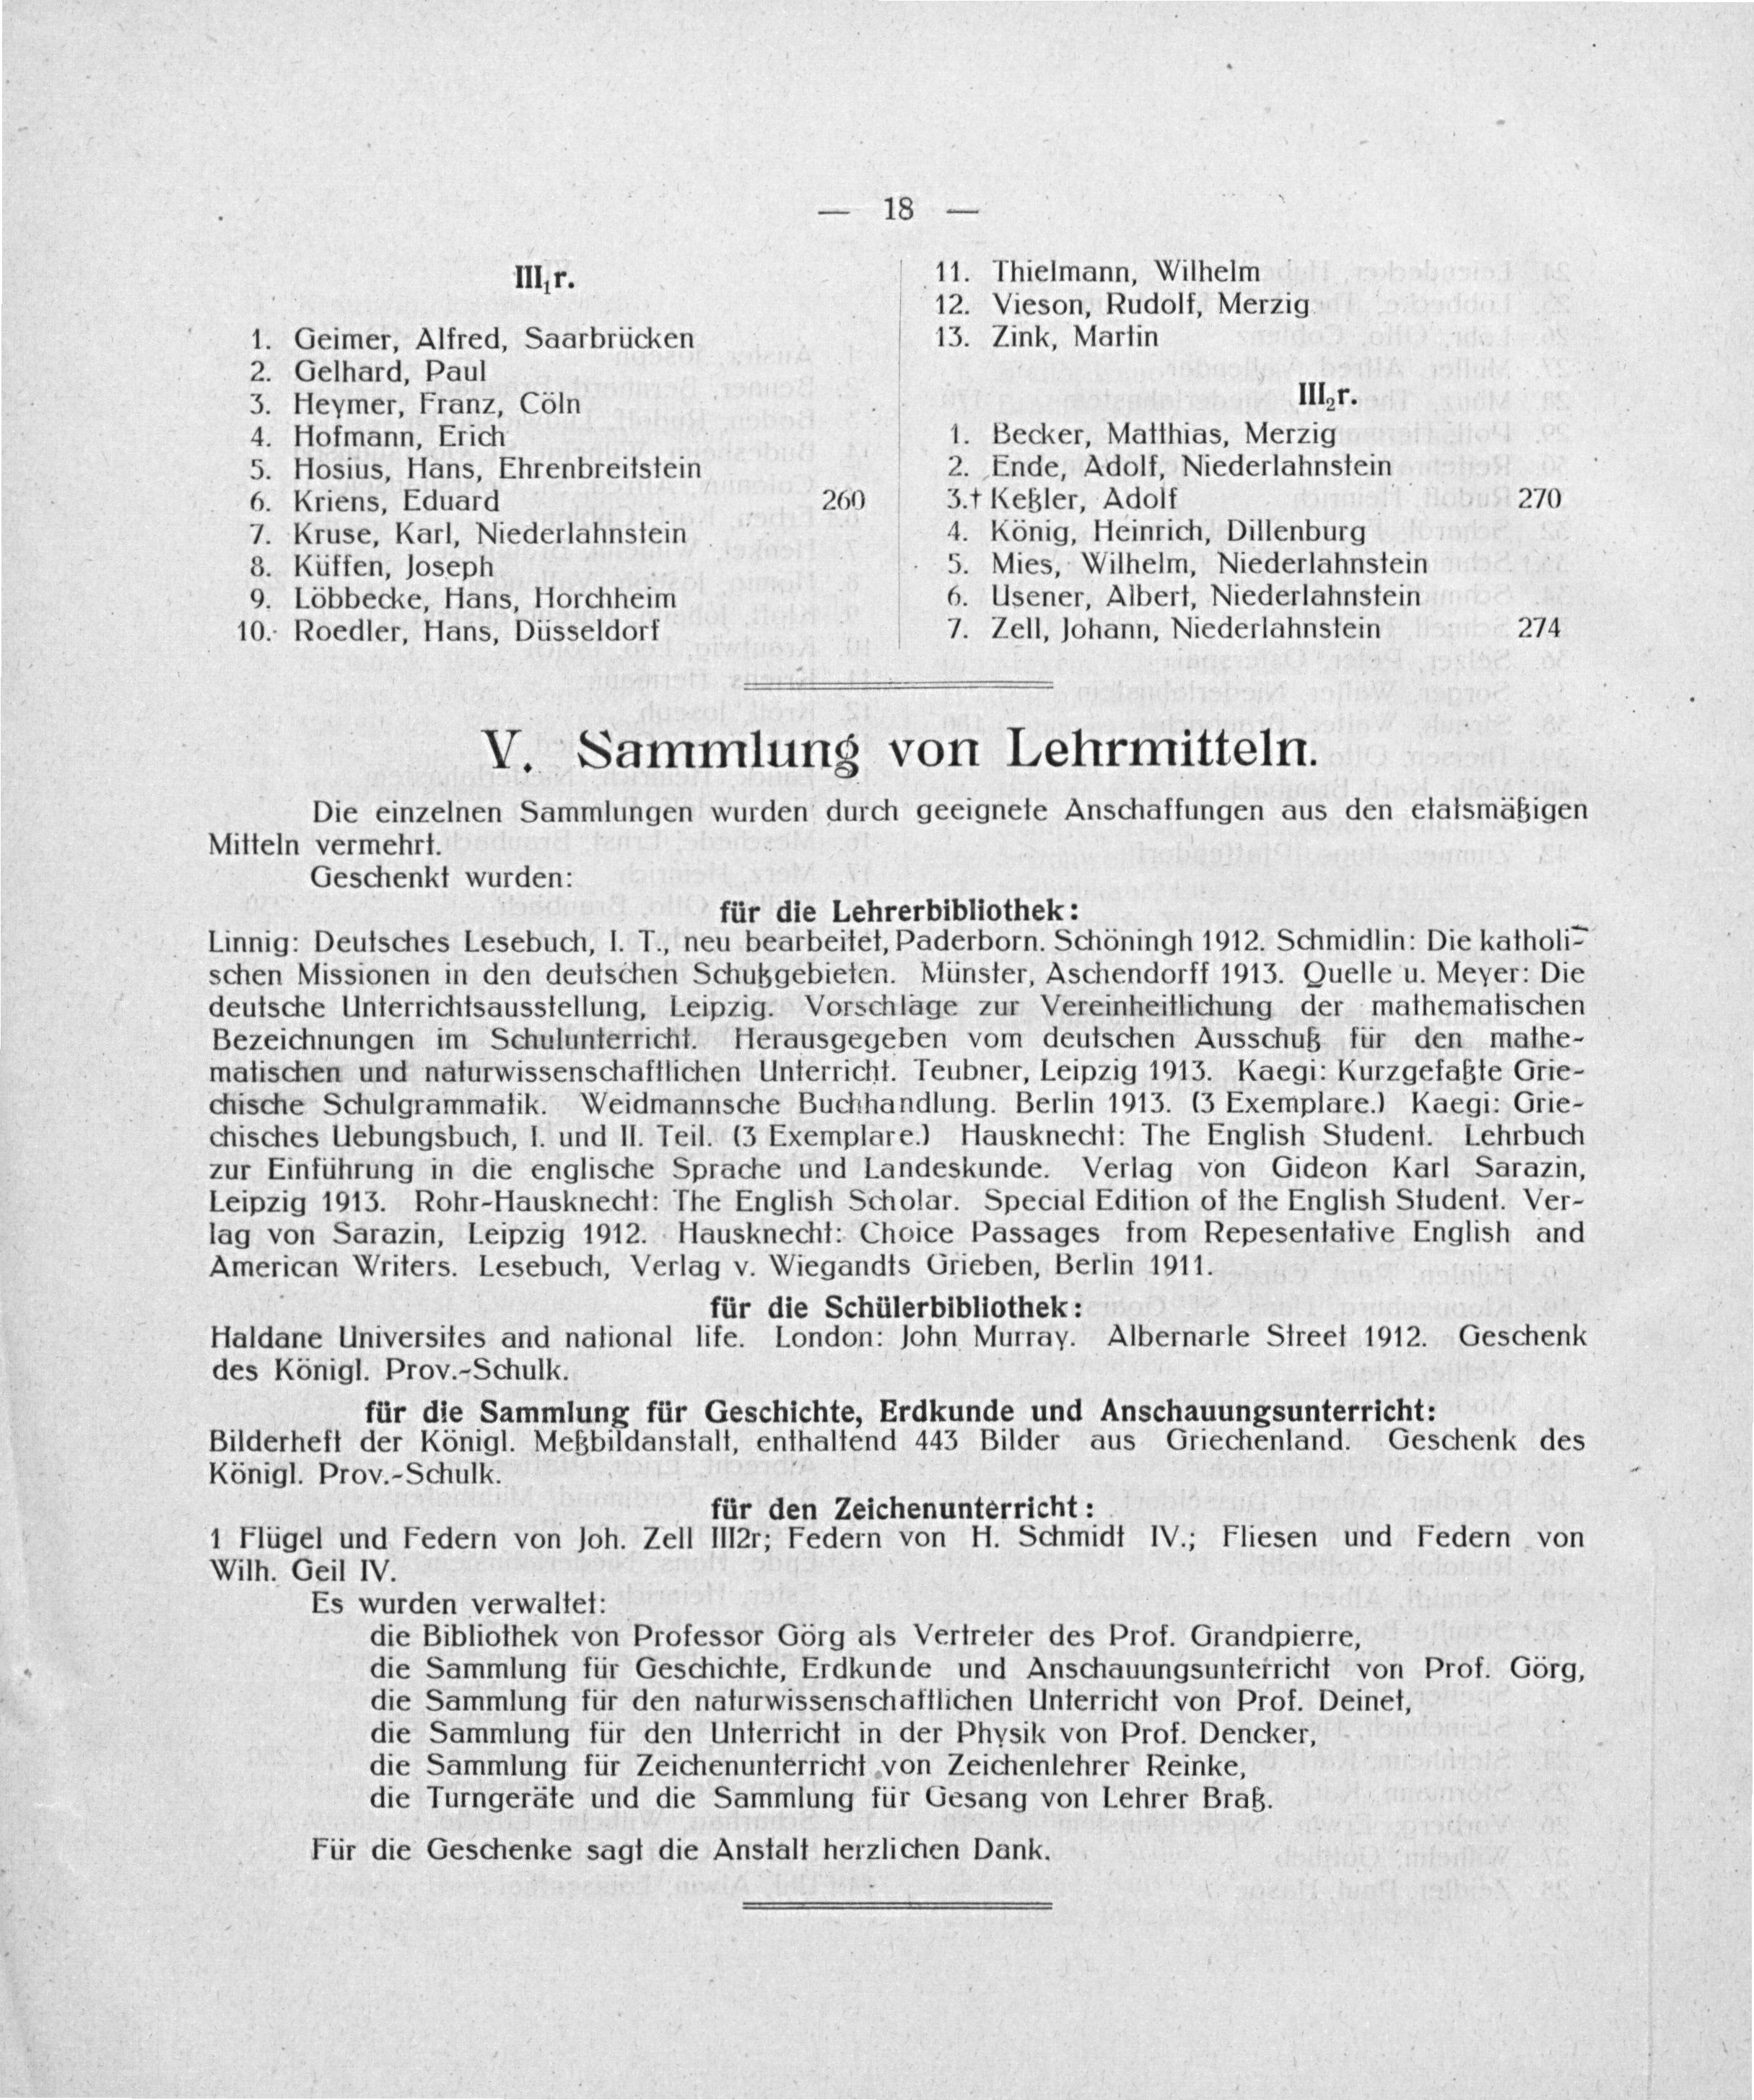 — 18 —
III₁r.
1. Geimer, Alfred, Saarbrücken
2. Gelhard, Paul
3. Heymer, Franz, Cöln
4. Hofmann, Erich
5. Hosius, Hans, Ehrenbreitstein
6. Kriens, Eduard 260
7. Kruse, Karl, Niederlahnstein
8. Küffen, Joseph
9. Löbbecke, Hans, Horchheim
10. Roedler, Hans, Düsseldorf
11. Thielmann, Wilhelm
12. Vieson, Rudolf, Merzig
13. Zink, Martin
III₂r.
1. Becker, Matthias, Merzig
2. Ende, Adolf, Niederlahnstein
3.† Keßler, Adolf 270
4. König, Heinrich, Dillenburg
5. Mies, Wilhelm, Niederlahnstein
6. Usener, Albert, Niederlahnstein
7. Zell, Johann, Niederlahnstein 274
V. Sammlung von Lehrmitteln.
Die einzelnen Sammlungen wurden durch geeignete Anschaffungen aus den etatsmäßigen
Mitteln vermehrt.
Geschenkt wurden:
für die Lehrerbibliothek:
Linnig: Deutsches Lesebuch, I. T., neu bearbeitet, Paderborn. Schöningh 1912. Schmidlin: Die katholi-
schen Missionen in den deutschen Schußgebieten. Münster, Aschendorff 1913. Quelle u. Meyer: Die
deutsche Unterrichtsausstellung, Leipzig. Vorschläge zur Vereinheitlichung der mathematischen
Bezeichnungen im Schulunterricht. Herausgegeben vom deutschen Ausschuß für den mathe-
matischen und naturwissenschaftlichen Unterricht. Teubner, Leipzig 1913. Kaegi: Kurzgefaßte Grie-
chische Schulgrammatik. Weidmannsche Buchhandlung. Berlin 1913. (3 Exemplare.) Kaegi: Grie-
chisches Uebungsbuch, I. und II. Teil. (3 Exemplare.) Hausknecht: The English Student. Lehrbuch
zur Einführung in die englische Sprache und Landeskunde. Verlag von Gideon Karl Sarazin,
Leipzig 1913. Rohr-Hausknecht: The English Scholar. Special Edition of the English Student. Ver-
lag von Sarazin, Leipzig 1912. Hausknecht: Choice Passages from Repesentative English and
American Writers. Lesebuch, Verlag v. Wiegandts Grieben, Berlin 1911.
für die Schülerbibliothek:
Haldane Universites and national life. London: John Murray. Albernarle Street 1912. Geschenk
des Königl. Prov.-Schulk.
für die Sammlung für Geschichte, Erdkunde und Anschauungsunterricht:
Bilderheft der Königl. Meßbildanstalt, enthaltend 443 Bilder aus Griechenland. Geschenk des
Königl. Prov.-Schulk.
für den Zeichenunterricht:
1 Flügel und Federn von Joh. Zell III2r; Federn von H. Schmidt IV.; Fliesen und Federn von
Wilh. Geil IV.
Es wurden verwaltet:
die Bibliothek von Professor Görg als Vertreter des Prof. Grandpierre,
die Sammlung für Geschichte, Erdkunde und Anschauungsunterricht von Prof. Görg,
die Sammlung für den naturwissenschaftlichen Unterricht von Prof. Deinet,
die Sammlung für den Unterricht in der Physik von Prof. Dencker,
die Sammlung für Zeichenunterricht von Zeichenlehrer Reinke,
die Turngeräte und die Sammlung für Gesang von Lehrer Braß.
Für die Geschenke sagt die Anstalt herzlichen Dank.